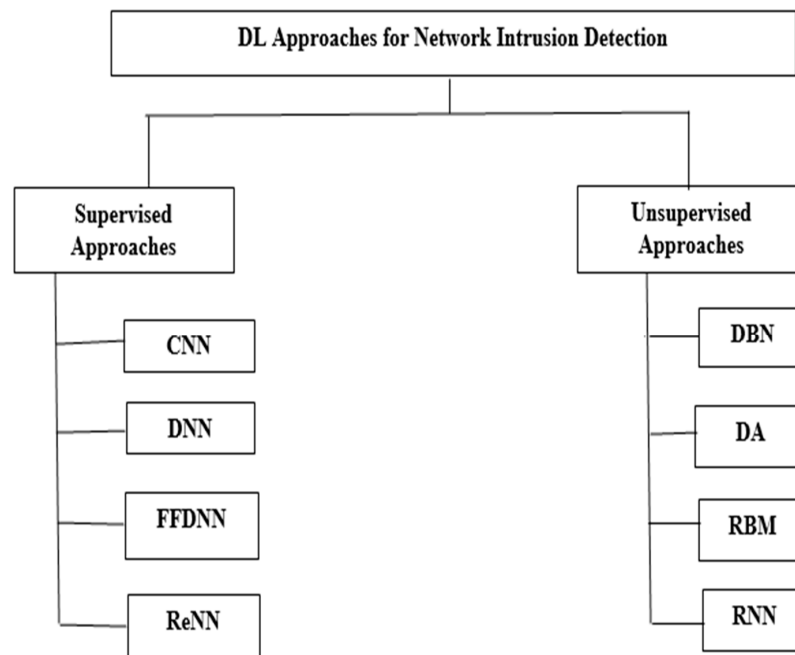 DL Approaches for Network Intrusion Detection
Supervised
Approaches
CNN
DNN
FFDNN
ReNN
Unsupervised
Approaches
DBN
DA
RBM
RNN